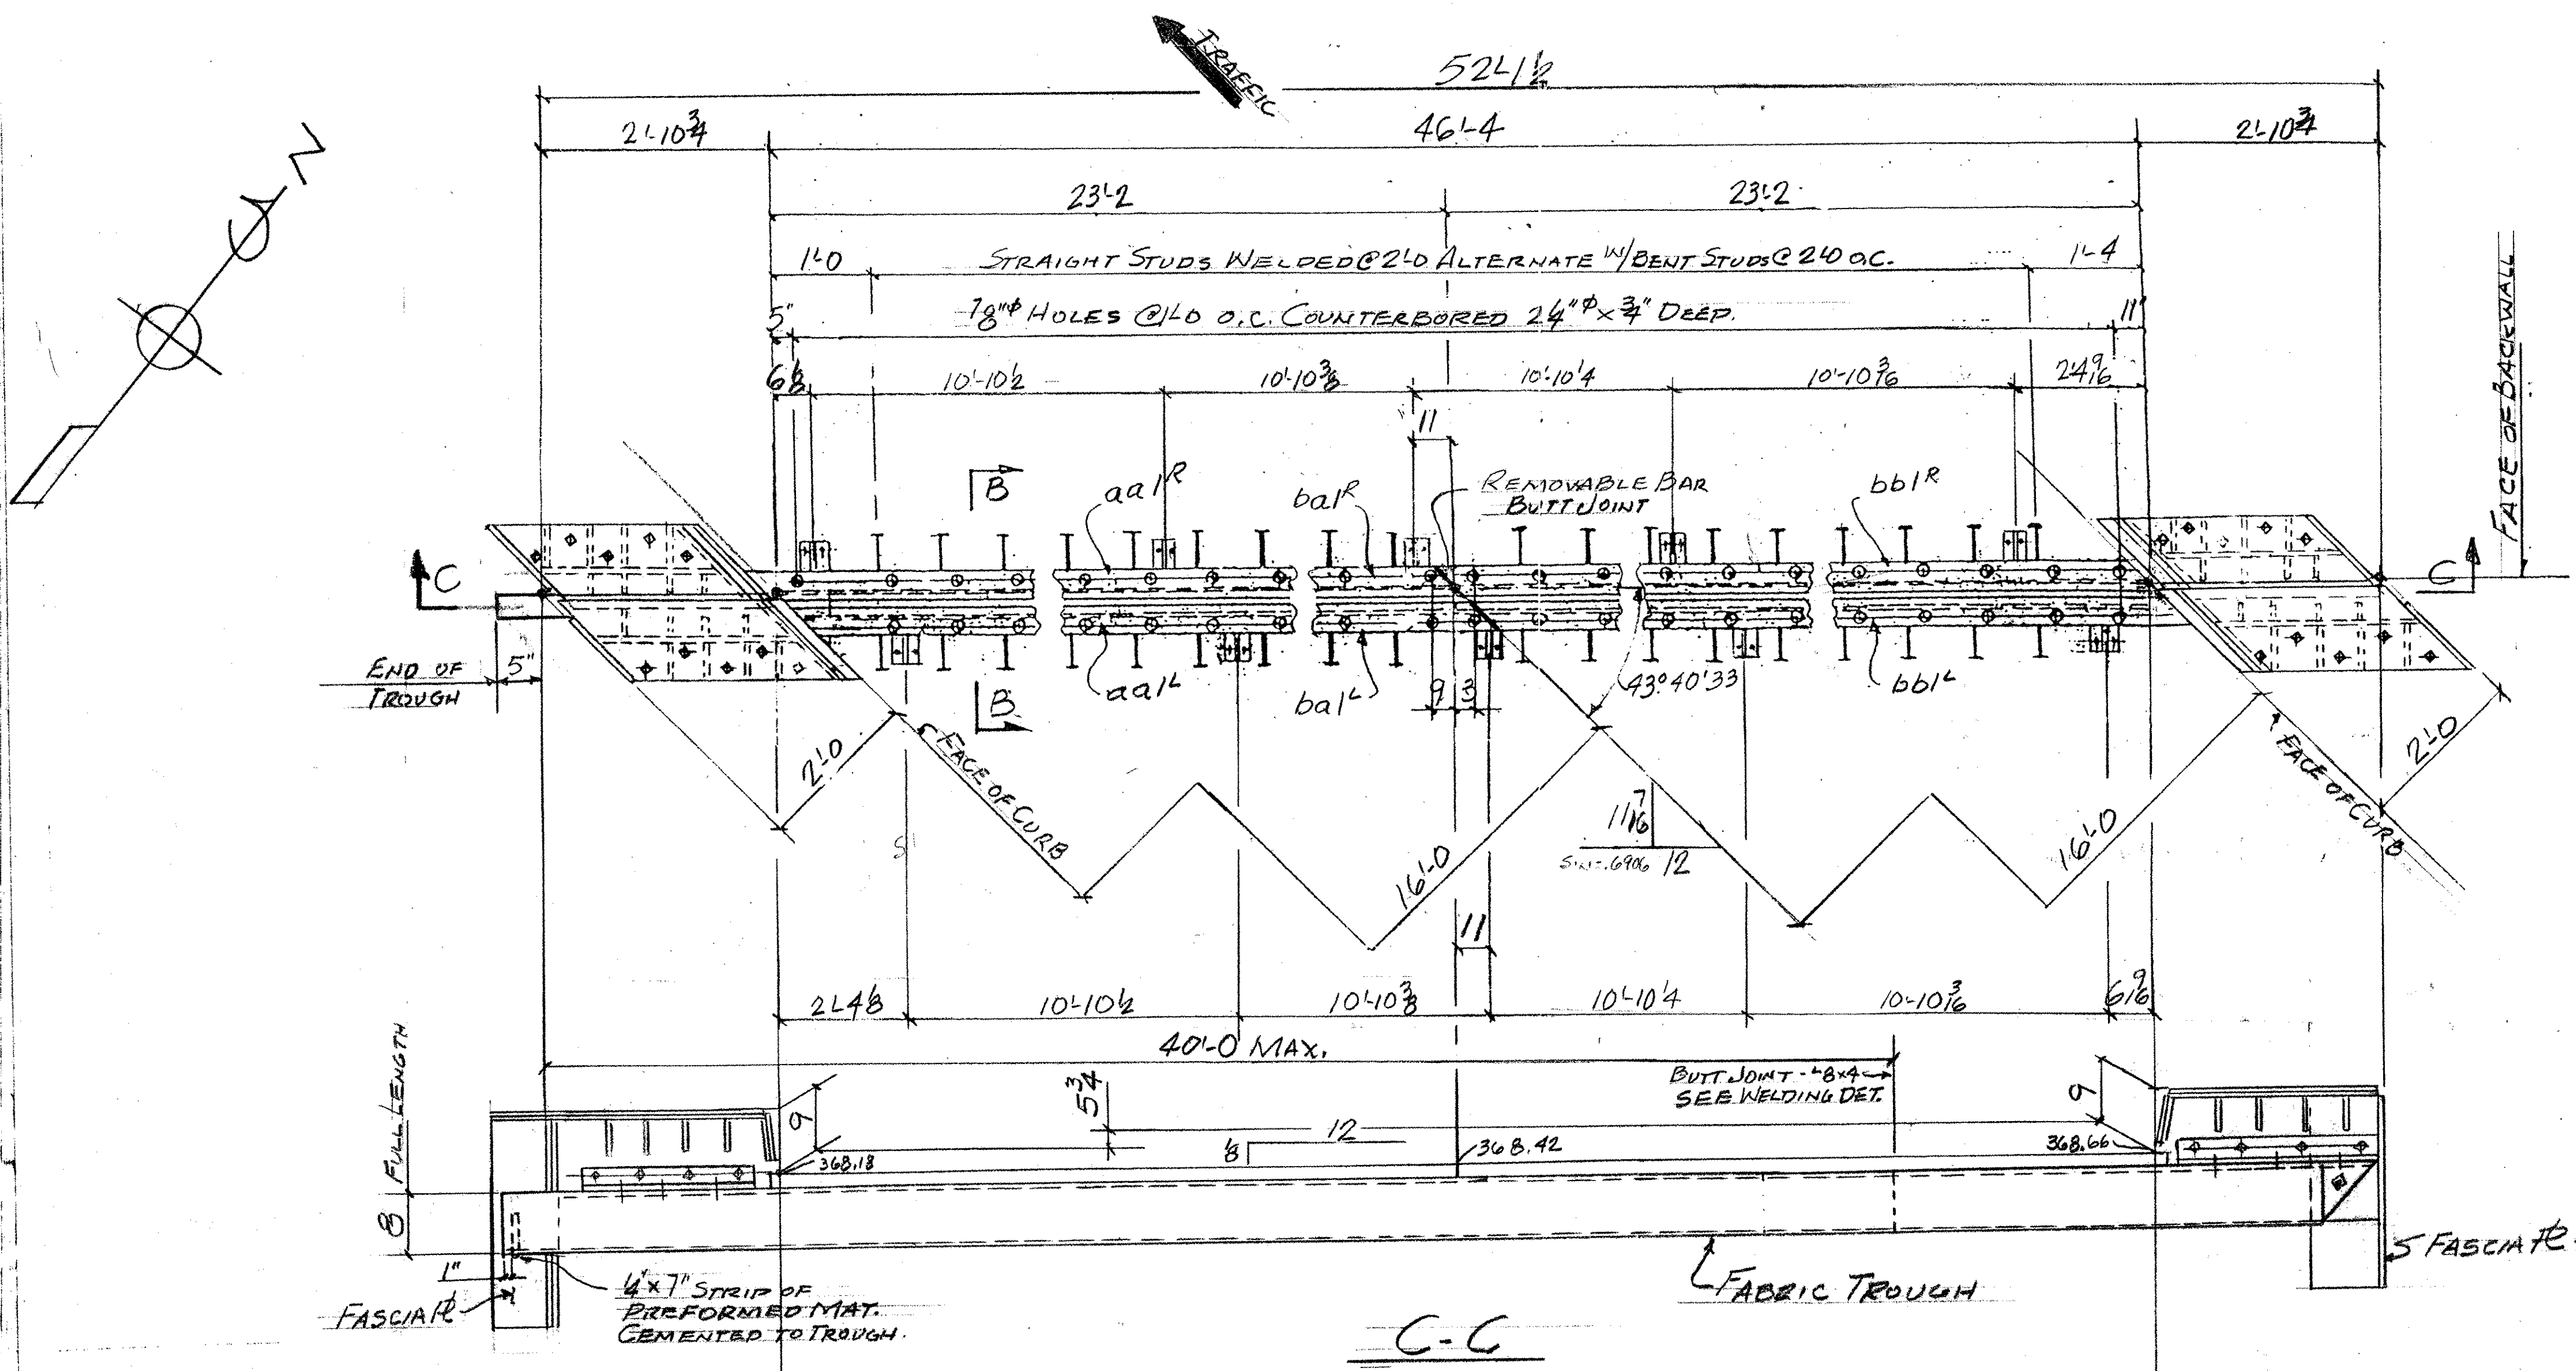 TRAFFIC
52'-1½
2'-10¾
46'-4
2'-10¾
N
23'-2
23'-2
1'-0
STRAIGHT STUDS WELDED @ 2'-0 ALTERNATE W/BENT STUDS @ 2'-0 O.C.
1'-4
5"
⅞"φ HOLES @ 1'-0 O.C. COUNTERBORED 2¼"φ x ¾" DEEP.
11"
6⅛
10'-10½
10'-10⅜
10'-10¼
10'-10 3/16
2'-4 9/16
FACE OF BACKWALL
11
B
aa1R
ba1R
REMOVABLE BAR
BUTT JOINT
bb1R
C
C
END OF
TROUGH
5"
B
aa1L
ba1L
9
3
43°40'33
bb1L
2'-0
FACE OF CURB
2'-0
FACE OF CURB
16'-0
11 7/16
SIN=.6906
12
16'-0
11
2'-4⅛
10'-10½
10'-10⅜
10'-10¼
10'-10 3/16
6 9/16
40'-0 MAX.
8 FULL LENGTH
9
5¾
BUTT JOINT - L8x4
SEE WELDING DET.
9
368.18
⅛
12
368.42
368.66
1"
FASCIA PL
¼"x7" STRIP OF
PREFORMED MAT.
CEMENTED TO TROUGH.
FABRIC TROUGH
FASCIA PL
C-C